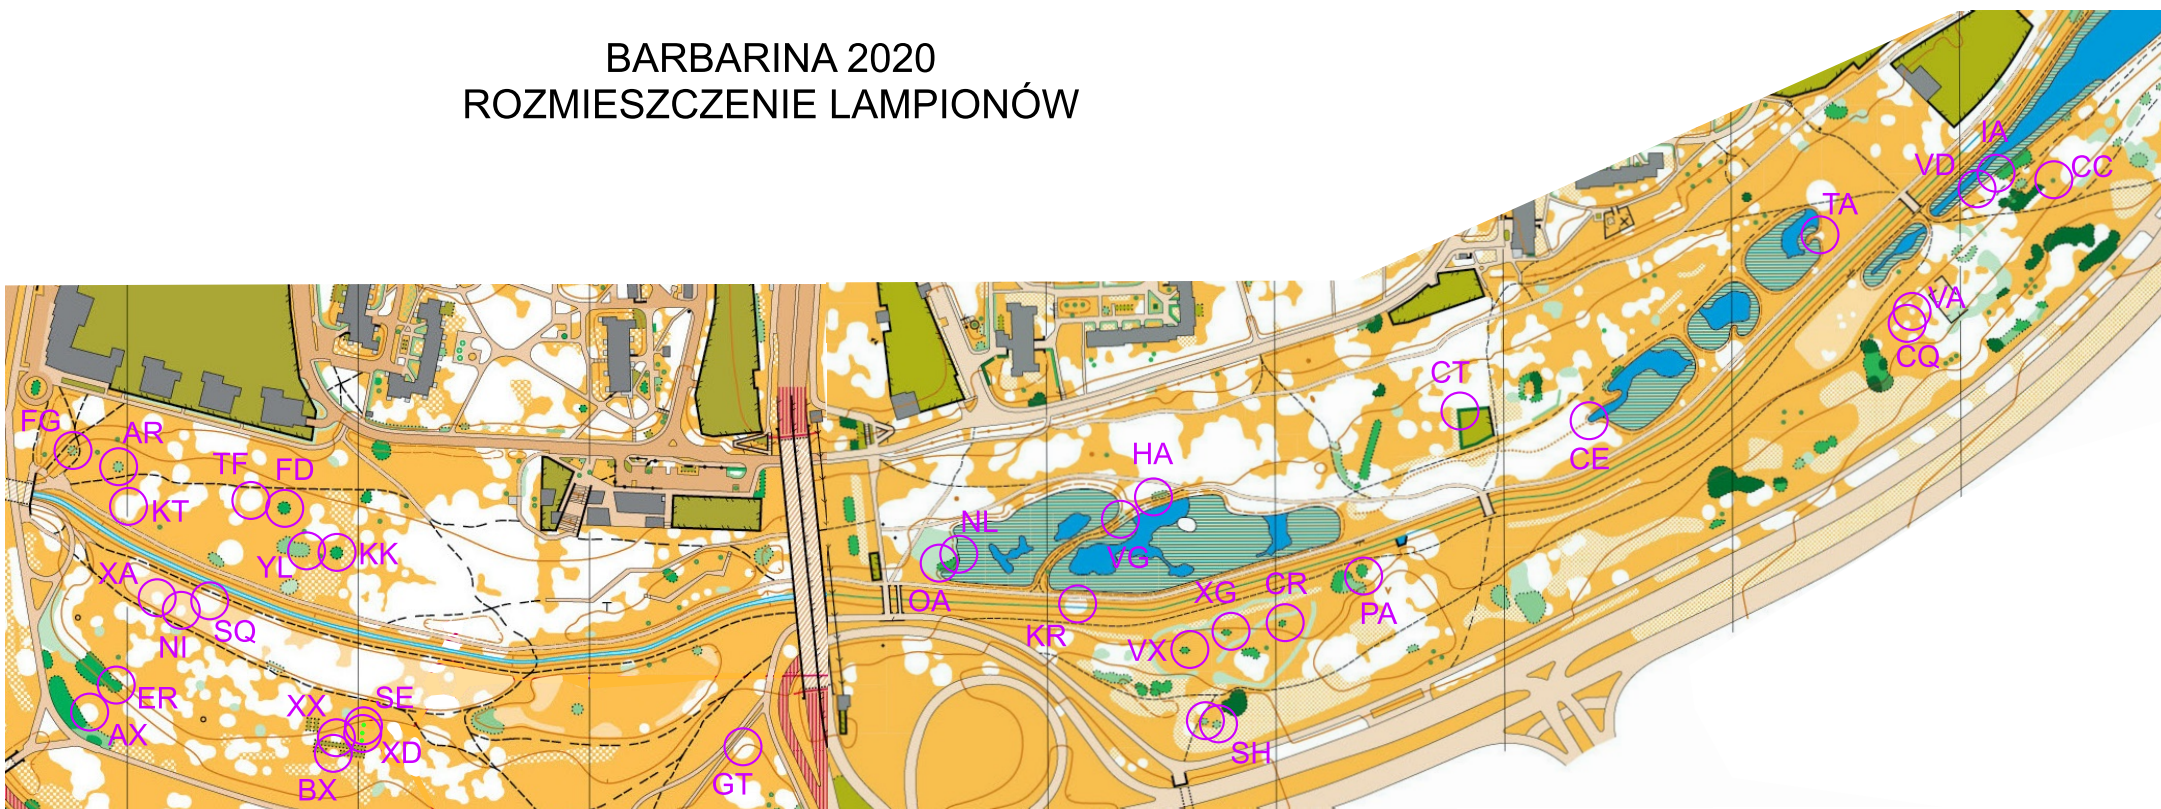 BARBARINA 2020
ROZMIESZCZENIE LAMPIONÓW
IA
VD
CC
TA
VA
CQ
CT
CE
FG
AR
TF
FD
KT
HA
NL
VG
YL
KK
XA
OA
XG
CR
PA
NI
SQ
KR
VX
ER
AX
XX
SE
XD
BX
GT
SH